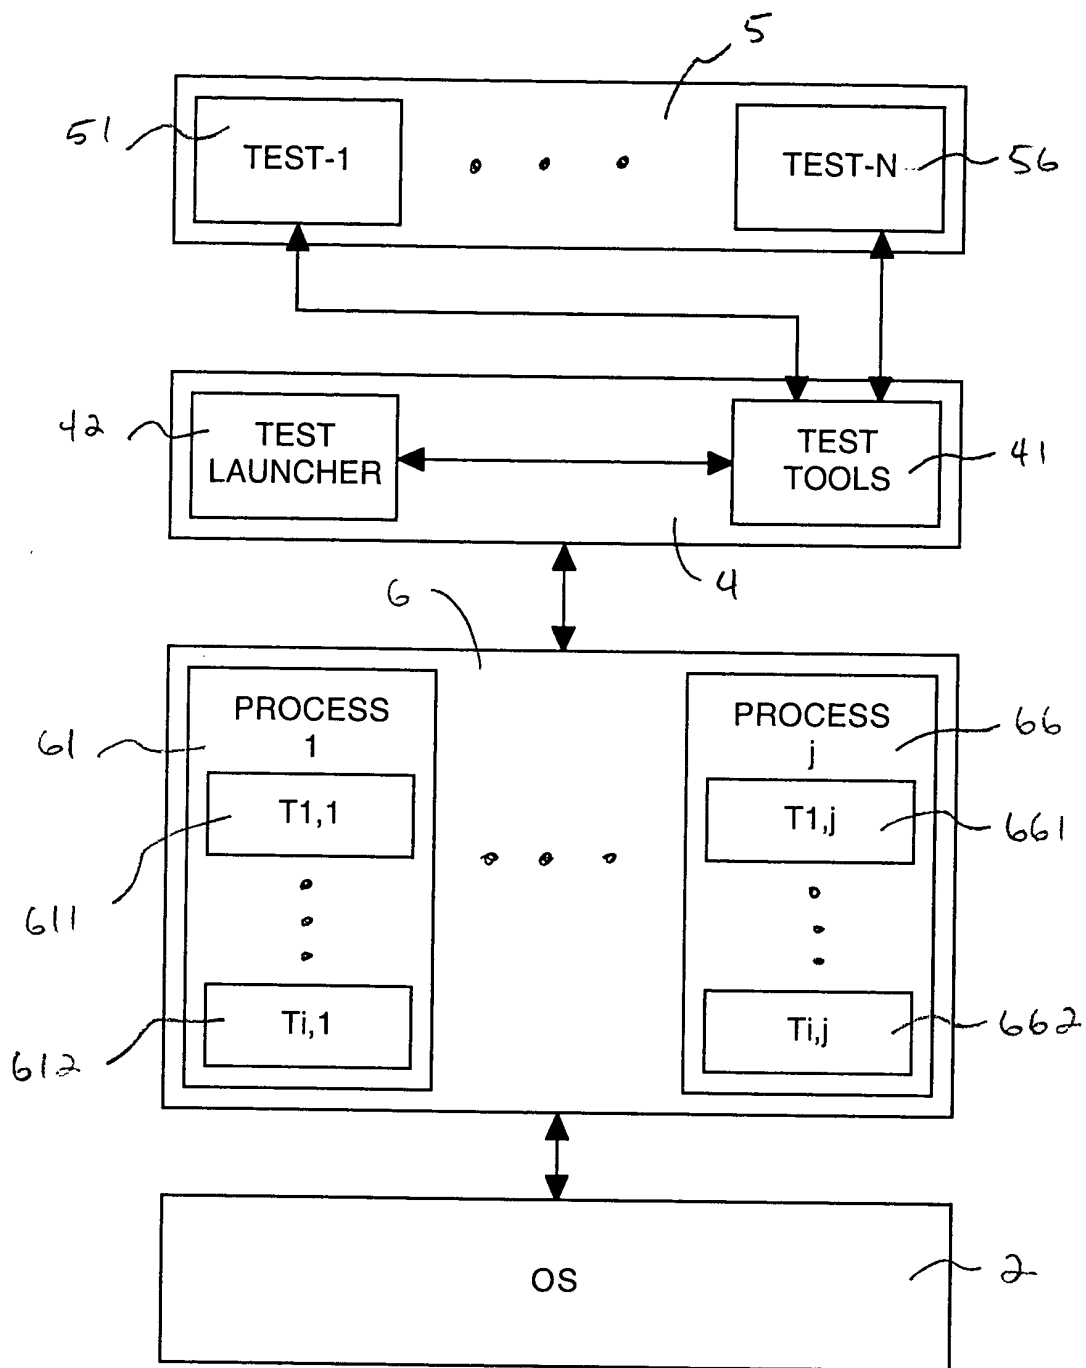 5
51
TEST-1
TEST-N
56
42
TEST
LAUNCHER
TEST
TOOLS
41
4
6
PROCESS
1
61
T1,1
611
Ti,1
612
PROCESS
j
66
T1,j
661
Ti,j
662
OS
2